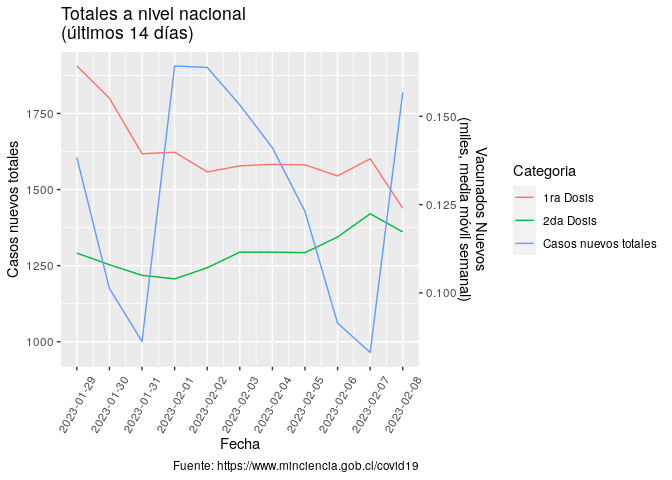 Totales a nivel nacional
(últimos 14 días)
Casos nuevos totales
1750
1500
1250
1000
0.150
0.125
0.100
Vacunados Nuevos
(miles, media móvil semanal)
2023-01-29
2023-01-30
2023-01-31
2023-02-01
2023-02-02
2023-02-03
2023-02-04
2023-02-05
2023-02-06
2023-02-07
2023-02-08
Fecha
Fuente: https://www.minciencia.gob.cl/covid19
Categoria
1ra Dosis
2da Dosis
Casos nuevos totales